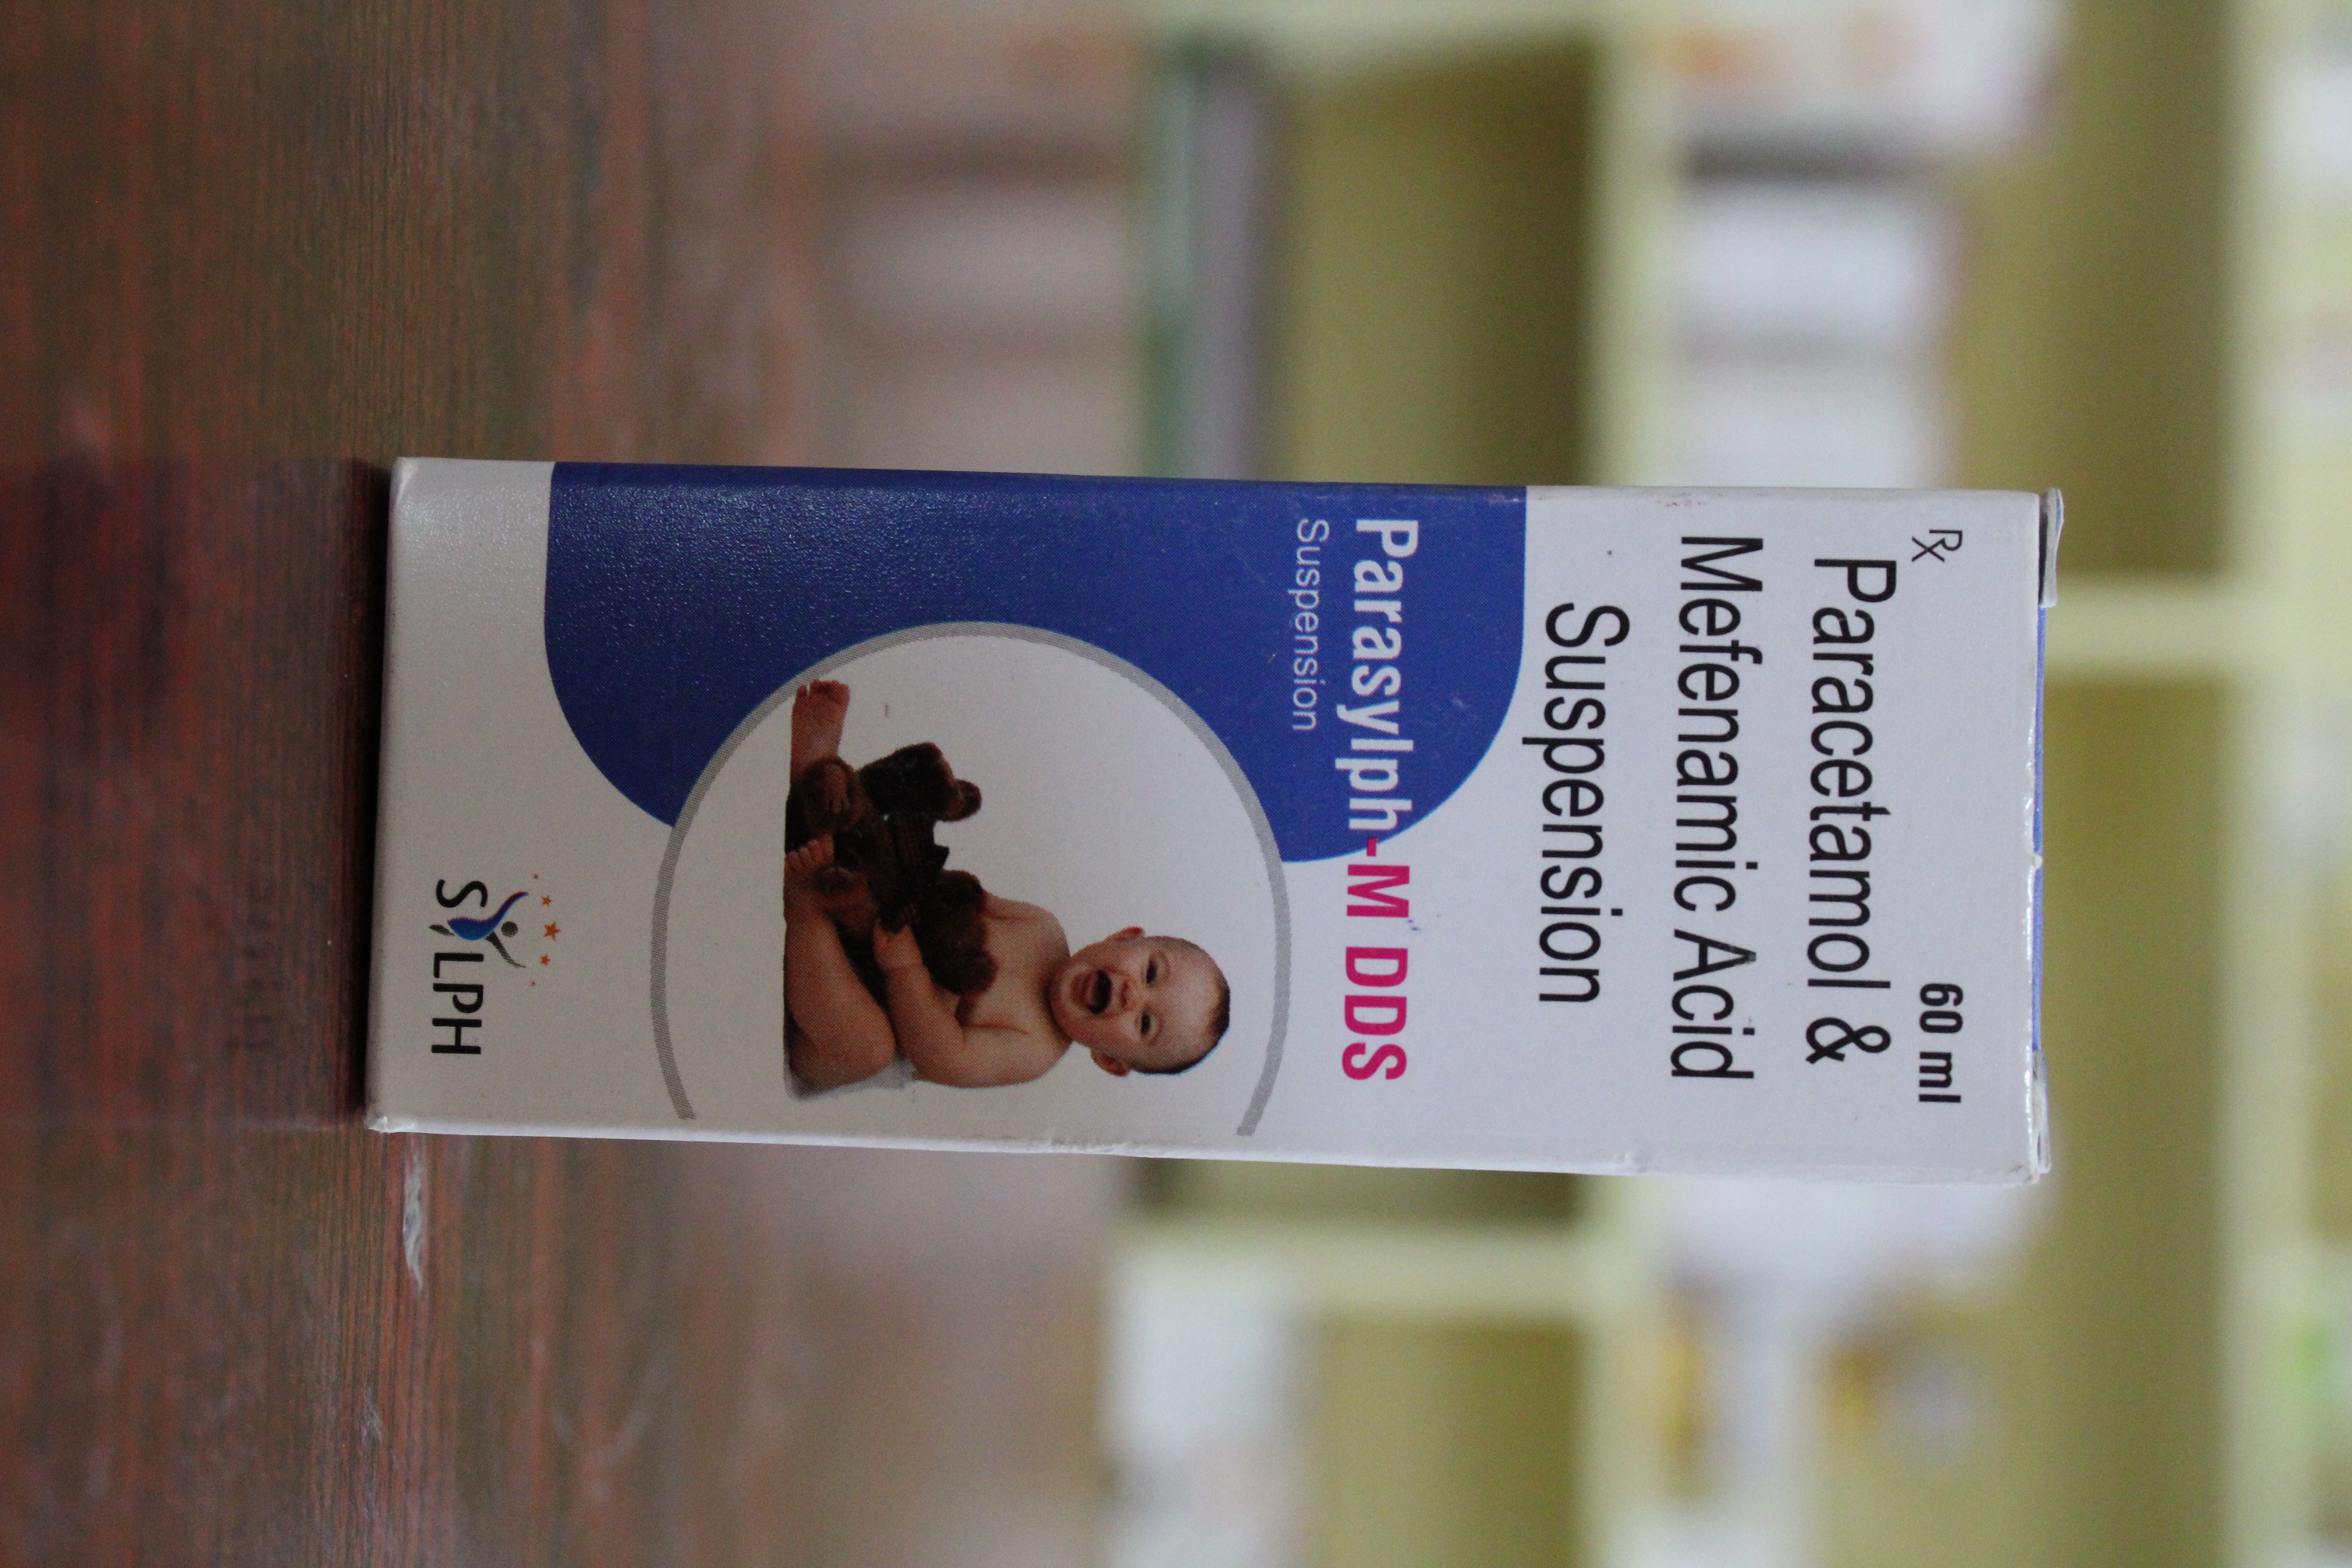 Rx
60 ml
Paracetamol &
Mefenamic Acid
Suspension
Parasylph-M DDS
Suspension
SYLPH